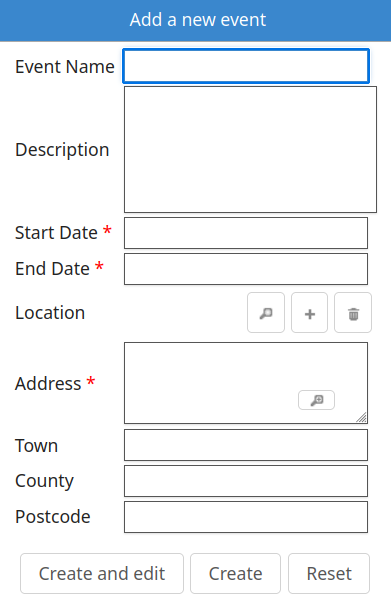 Add a new event
Event Name
Description
Start Date *
End Date *
Location
Address *
Town
County
Postcode
Create and edit Create Reset